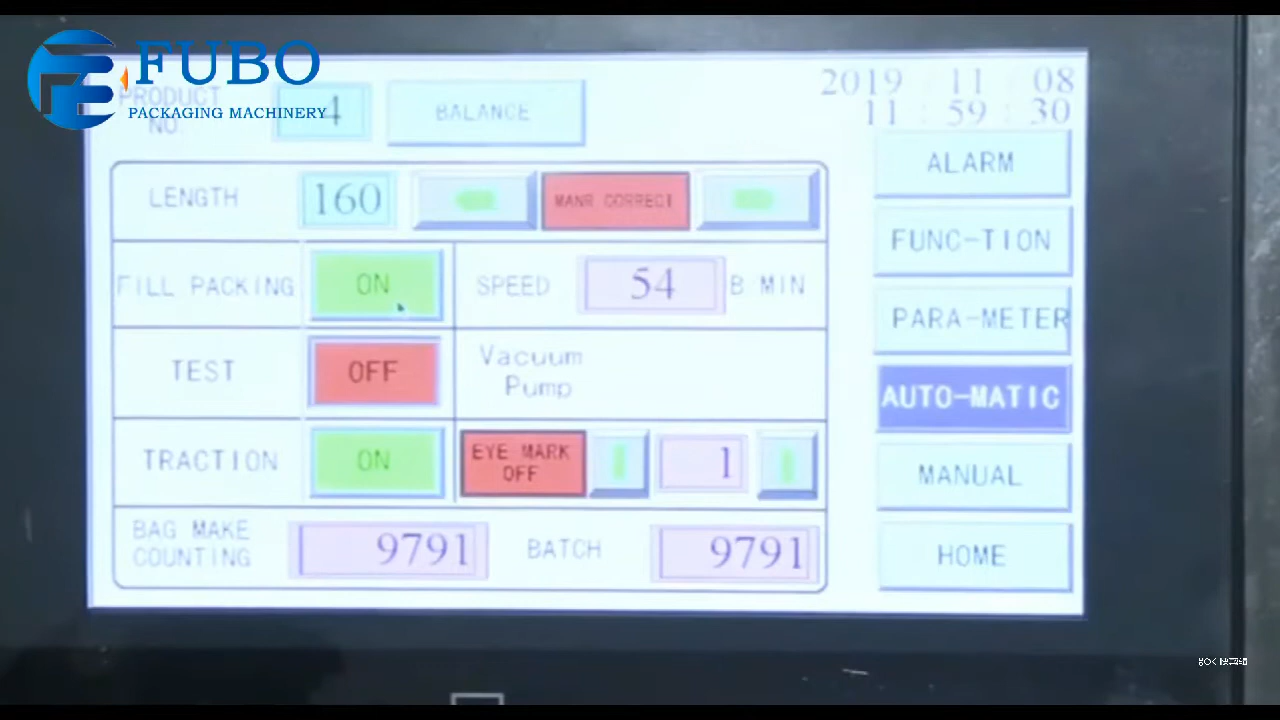 FUBO
PACKAGING MACHINERY
PRODUCT NO. 4
BALANCE
2019 11 08
11 : 59 : 30
ALARM
LENGTH 160 MANR CORRECT
FUNC-TION
FILL PACKING ON SPEED 54 B MIN
PARA-METER
TEST OFF Vacuum Pump
AUTO-MATIC
TRACTION ON EYE MARK OFF 1
MANUAL
BAG MAKE COUNTING 9791 BATCH 9791
HOME